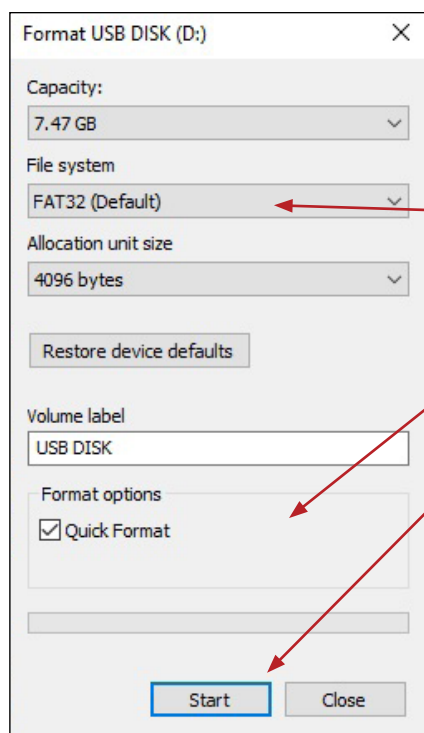 Format USB DISK (D:)
Capacity:
7.47 GB
File system
FAT32 (Default)
Allocation unit size
4096 bytes
Restore device defaults
Volume label
USB DISK
Format options
Quick Format
Start Close